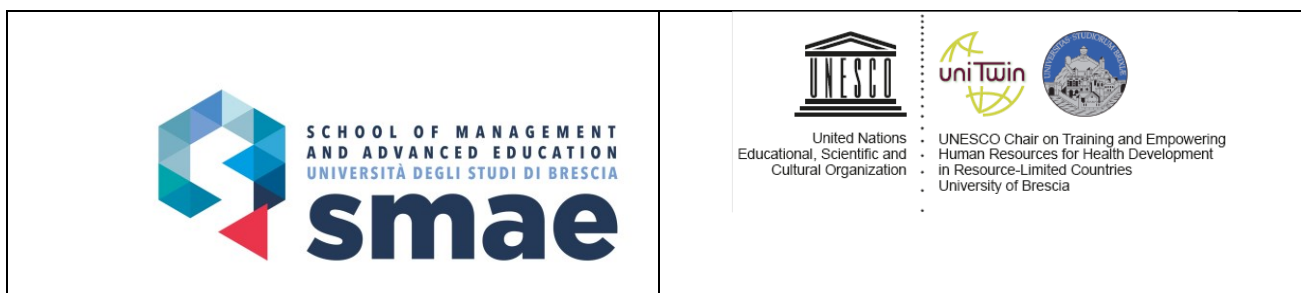 SCHOOL OF MANAGEMENT
AND ADVANCED EDUCATION
UNIVERSITÀ DEGLI STUDI DI BRESCIA
smae
UNESCO
uniTwin
United Nations
Educational, Scientific and
Cultural Organization
UNESCO Chair on Training and Empowering
Human Resources for Health Development
in Resource-Limited Countries
University of Brescia